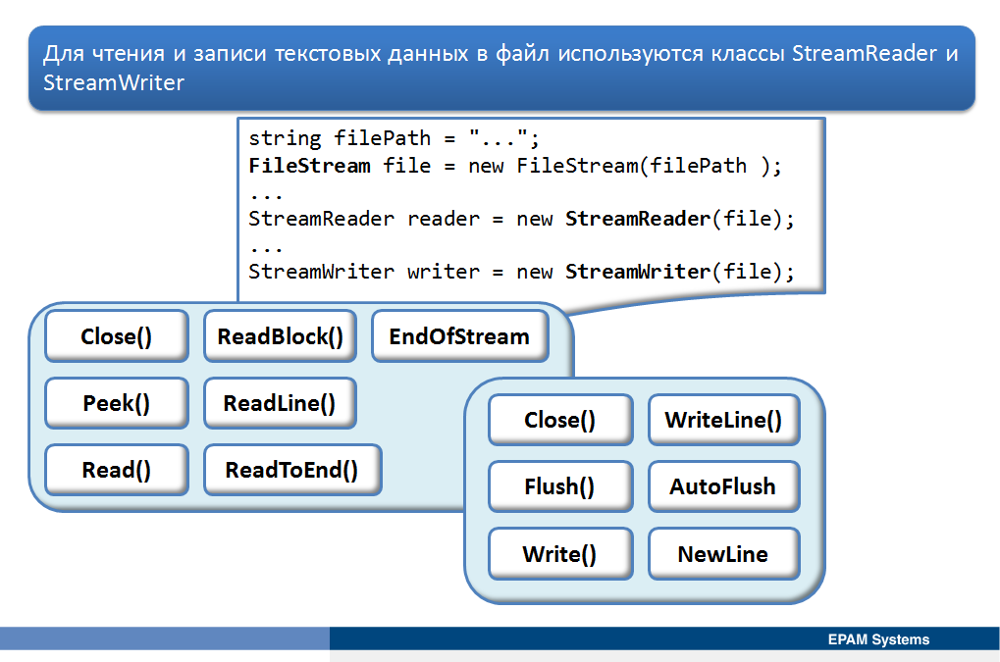 Для чтения и записи текстовых данных в файл используются классы StreamReader и
StreamWriter
string filePath = "...";
FileStream file = new FileStream(filePath );
...
StreamReader reader = new StreamReader(file);
...
StreamWriter writer = new StreamWriter(file);
Close() ReadBlock() EndOfStream
Peek() ReadLine()
Read() ReadToEnd()
Close() WriteLine()
Flush() AutoFlush
Write() NewLine
EPAM Systems